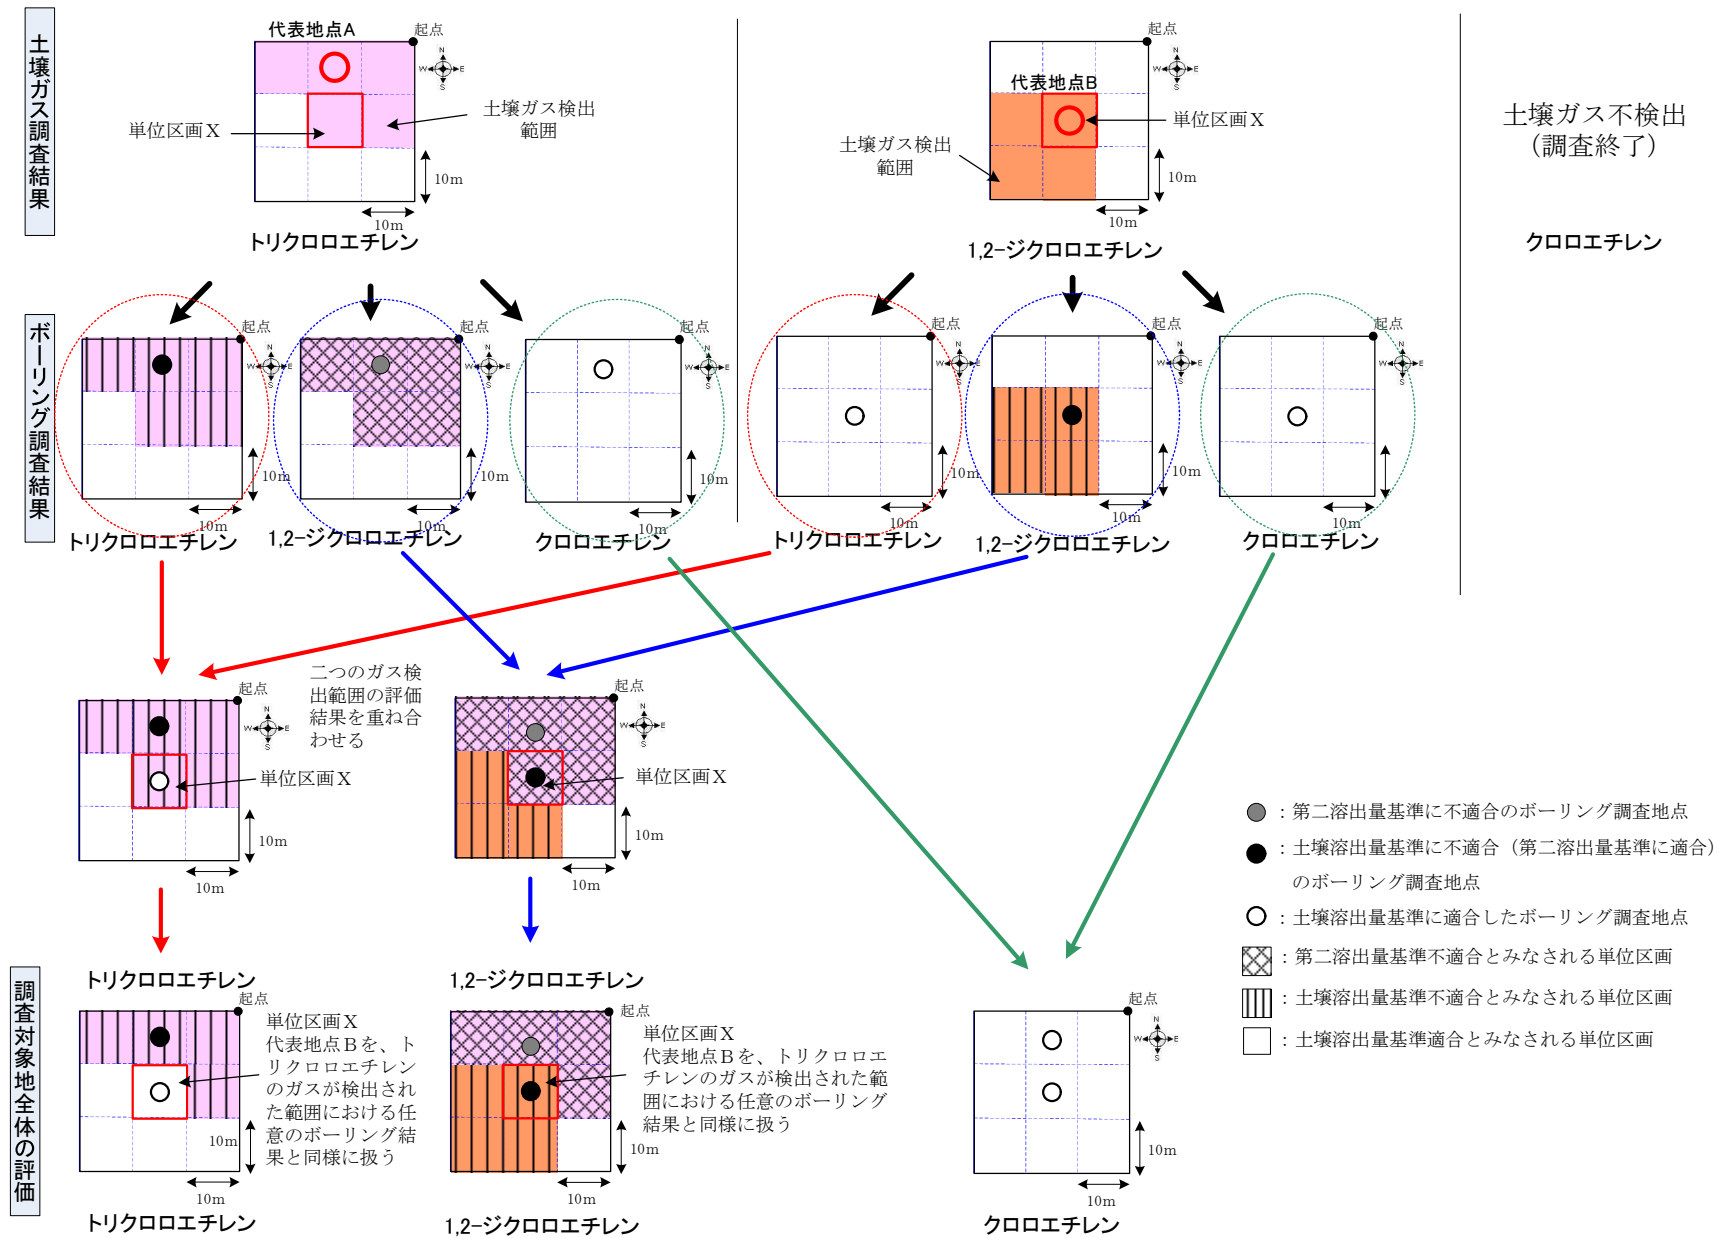 土壌ガス調査結果
代表地点A
起点
N
W
E
S
単位区画X
土壌ガス検出
範囲
10m
10m
トリクロロエチレン
起点
N
W
E
S
代表地点B
単位区画X
土壌ガス検出
範囲
10m
10m
1,2-ジクロロエチレン
土壌ガス不検出
（調査終了）
クロロエチレン
ボーリング調査結果
起点
N
W
E
S
10m
10m
トリクロロエチレン
起点
N
W
E
S
10m
10m
1,2-ジクロロエチレン
起点
N
W
E
S
10m
10m
クロロエチレン
起点
N
W
E
S
10m
10m
トリクロロエチレン
起点
N
W
E
S
10m
10m
1,2-ジクロロエチレン
起点
N
W
E
S
10m
10m
クロロエチレン
起点
N
W
E
S
二つのガス検
出範囲の評価
結果を重ね合
わせる
単位区画X
10m
10m
トリクロロエチレン
起点
N
W
E
S
単位区画X
10m
10m
1,2-ジクロロエチレン
：第二溶出量基準に不適合のボーリング調査地点
：土壌溶出量基準に不適合（第二溶出量基準に適合）
のボーリング調査地点
：土壌溶出量基準に適合したボーリング調査地点
：第二溶出量基準不適合とみなされる単位区画
：土壌溶出量基準不適合とみなされる単位区画
：土壌溶出量基準適合とみなされる単位区画
調査対象地全体の評価
起点
単位区画X
代表地点Bを、ト
リクロロエチレン
のガスが検出され
た範囲における任
意のボーリング結
果と同様に扱う
10m
10m
トリクロロエチレン
起点
単位区画X
代表地点Bを、トリクロロエ
チレンのガスが検出された範
囲における任意のボーリング
結果と同様に扱う
10m
10m
1,2-ジクロロエチレン
起点
N
W
E
S
10m
10m
クロロエチレン